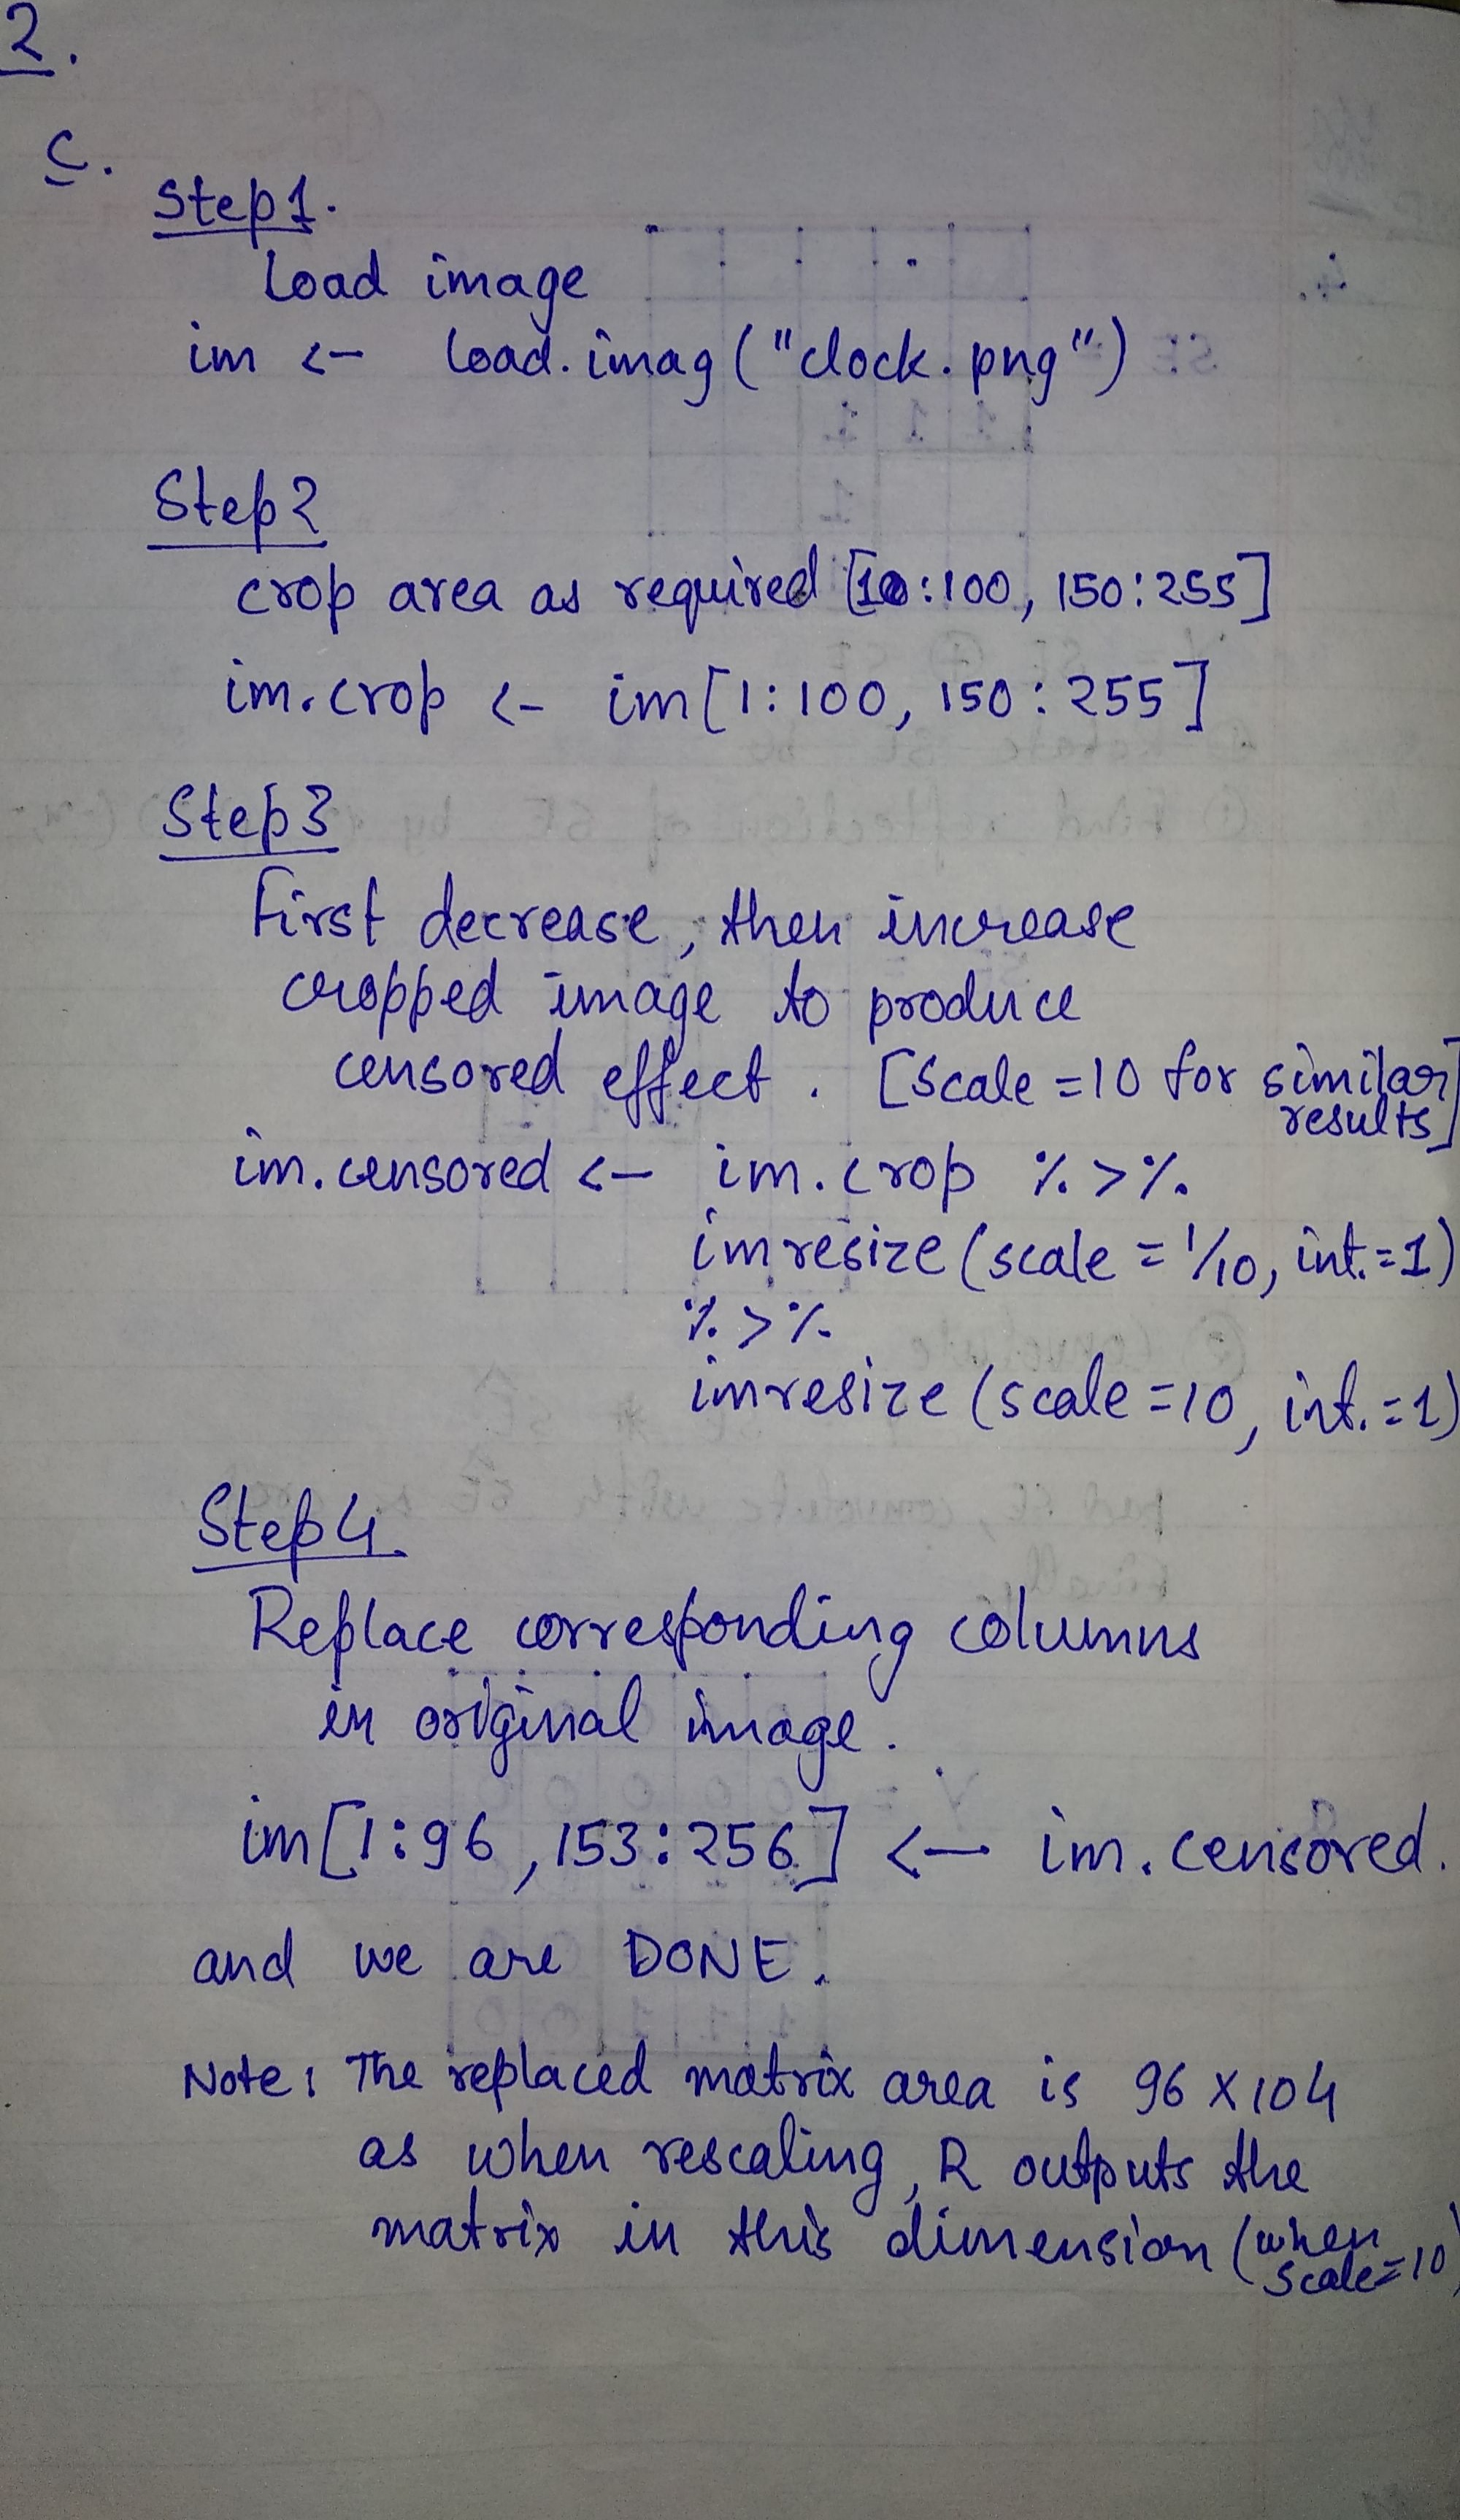 2.
c.
Step 1.
Load image
im <- load.imag ("clock.png")
Step 2
crop area as required [10:100, 150:255]
im.crop <- im[1:100, 150:255]
Step 3
First decrease, then increase
cropped image to produce
censored effect. [scale = 10 for similar
results]
im.censored <- im.crop %>%
imresize (scale = 1/10, int.=1)
%>%
imresize (scale=10, int.=1)
Step 4
Replace corresponding columns
in original image.
im[1:96, 153:256] <- im.censored.
and we are DONE.
Note: The replaced matrix area is 96 X 104
as when rescaling, R outputs the
matrix in this dimension (when
scale=10)